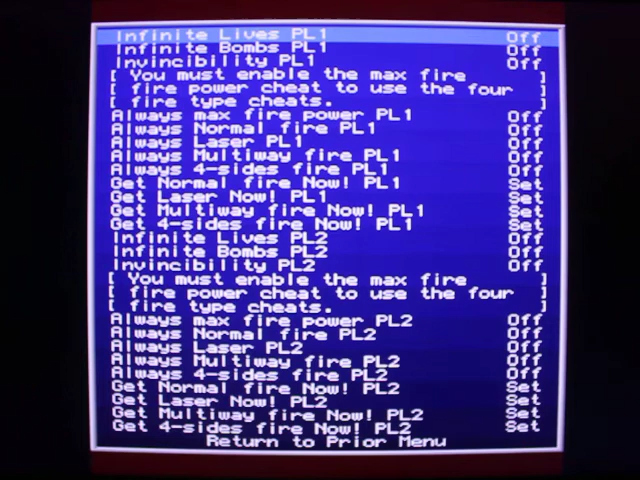 Infinite Lives PL1 Off
Infinite Bombs PL1 Off
Invincibility PL1 Off
[ You must enable the max fire ]
[ fire power cheat to use the four ]
[ fire type cheats. ]
Always max fire power PL1 Off
Always Normal fire PL1 Off
Always Laser PL1 Off
Always Multiway fire PL1 Off
Always 4-sides fire PL1 Off
Get Normal fire Now! PL1 Set
Get Laser Now! PL1 Set
Get Multiway fire Now! PL1 Set
Get 4-sides fire Now! PL1 Set
Infinite Lives PL2 Off
Infinite Bombs PL2 Off
Invincibility PL2 Off
[ You must enable the max fire ]
[ fire power cheat to use the four ]
[ fire type cheats. ]
Always max fire power PL2 Off
Always Normal fire PL2 Off
Always Laser PL2 Off
Always Multiway fire PL2 Off
Always 4-sides fire PL2 Off
Get Normal fire Now! PL2 Set
Get Laser Now! PL2 Set
Get Multiway fire Now! PL2 Set
Get 4-sides fire Now! PL2 Set
Return to Prior Menu